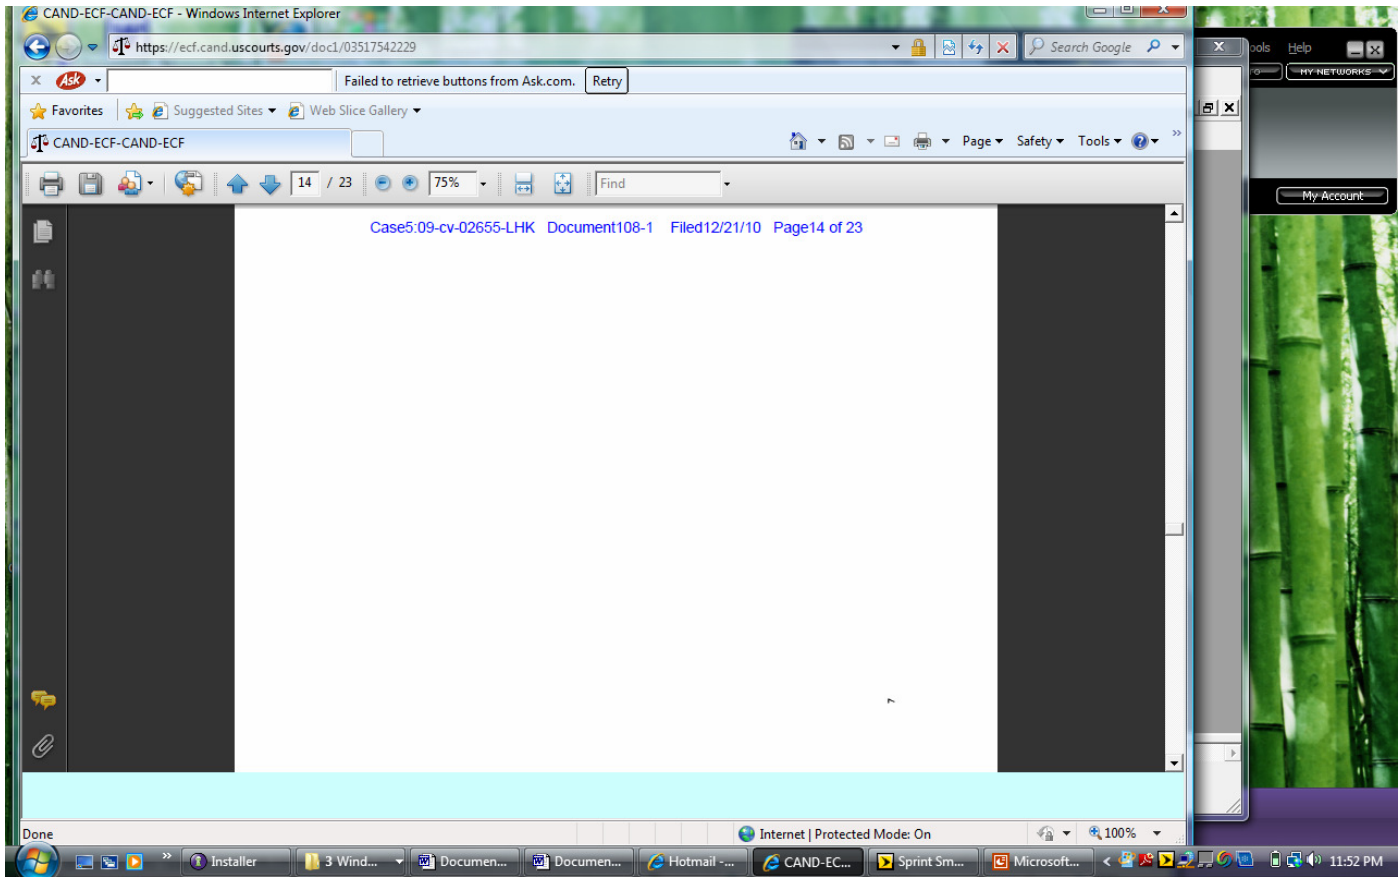 CAND-ECF-CAND-ECF - Windows Internet Explorer
https://ecf.cand.uscourts.gov/doc1/03517542229
Search Google
X
ools Help
x Ask
Failed to retrieve buttons from Ask.com. Retry
MY NETWORKS
Favorites Suggested Sites Web Slice Gallery
CAND-ECF-CAND-ECF
Page Safety Tools
14 / 23 75% Find
My Account
Case5:09-cv-02655-LHK Document108-1 Filed12/21/10 Page14 of 23
Done
Internet | Protected Mode: On
100%
Installer
3 Wind...
Documen...
Documen...
Hotmail -...
CAND-EC...
Sprint Sm...
Microsoft...
11:52 PM